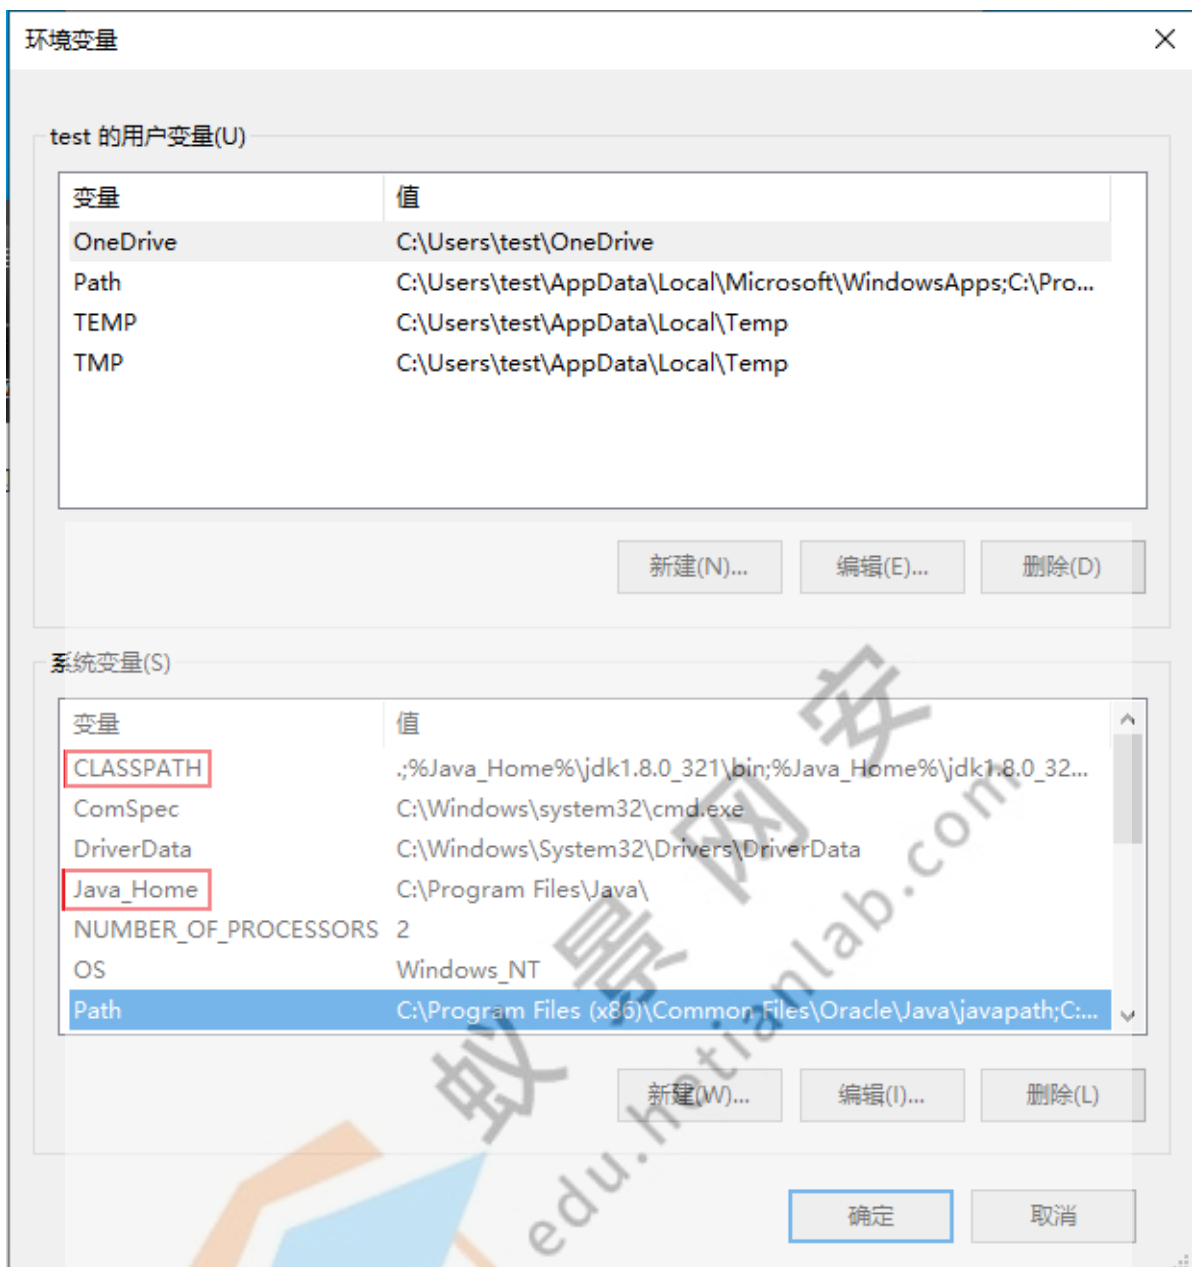 环境变量
test 的用户变量(U)
变量 值
OneDrive C:\Users\test\OneDrive
Path C:\Users\test\AppData\Local\Microsoft\WindowsApps;C:\Pro...
TEMP C:\Users\test\AppData\Local\Temp
TMP C:\Users\test\AppData\Local\Temp
新建(N)... 编辑(E)... 删除(D)
系统变量(S)
变量 值
CLASSPATH .;%Java_Home%\jdk1.8.0_321\bin;%Java_Home%\jdk1.8.0_32...
ComSpec C:\Windows\system32\cmd.exe
DriverData C:\Windows\System32\Drivers\DriverData
Java_Home C:\Program Files\Java\
NUMBER_OF_PROCESSORS 2
OS Windows_NT
Path C:\Program Files (x86)\Common Files\Oracle\Java\javapath;C:...
新建(W)... 编辑(I)... 删除(L)
确定 取消
蚁景网安
edu.hetianlab.com